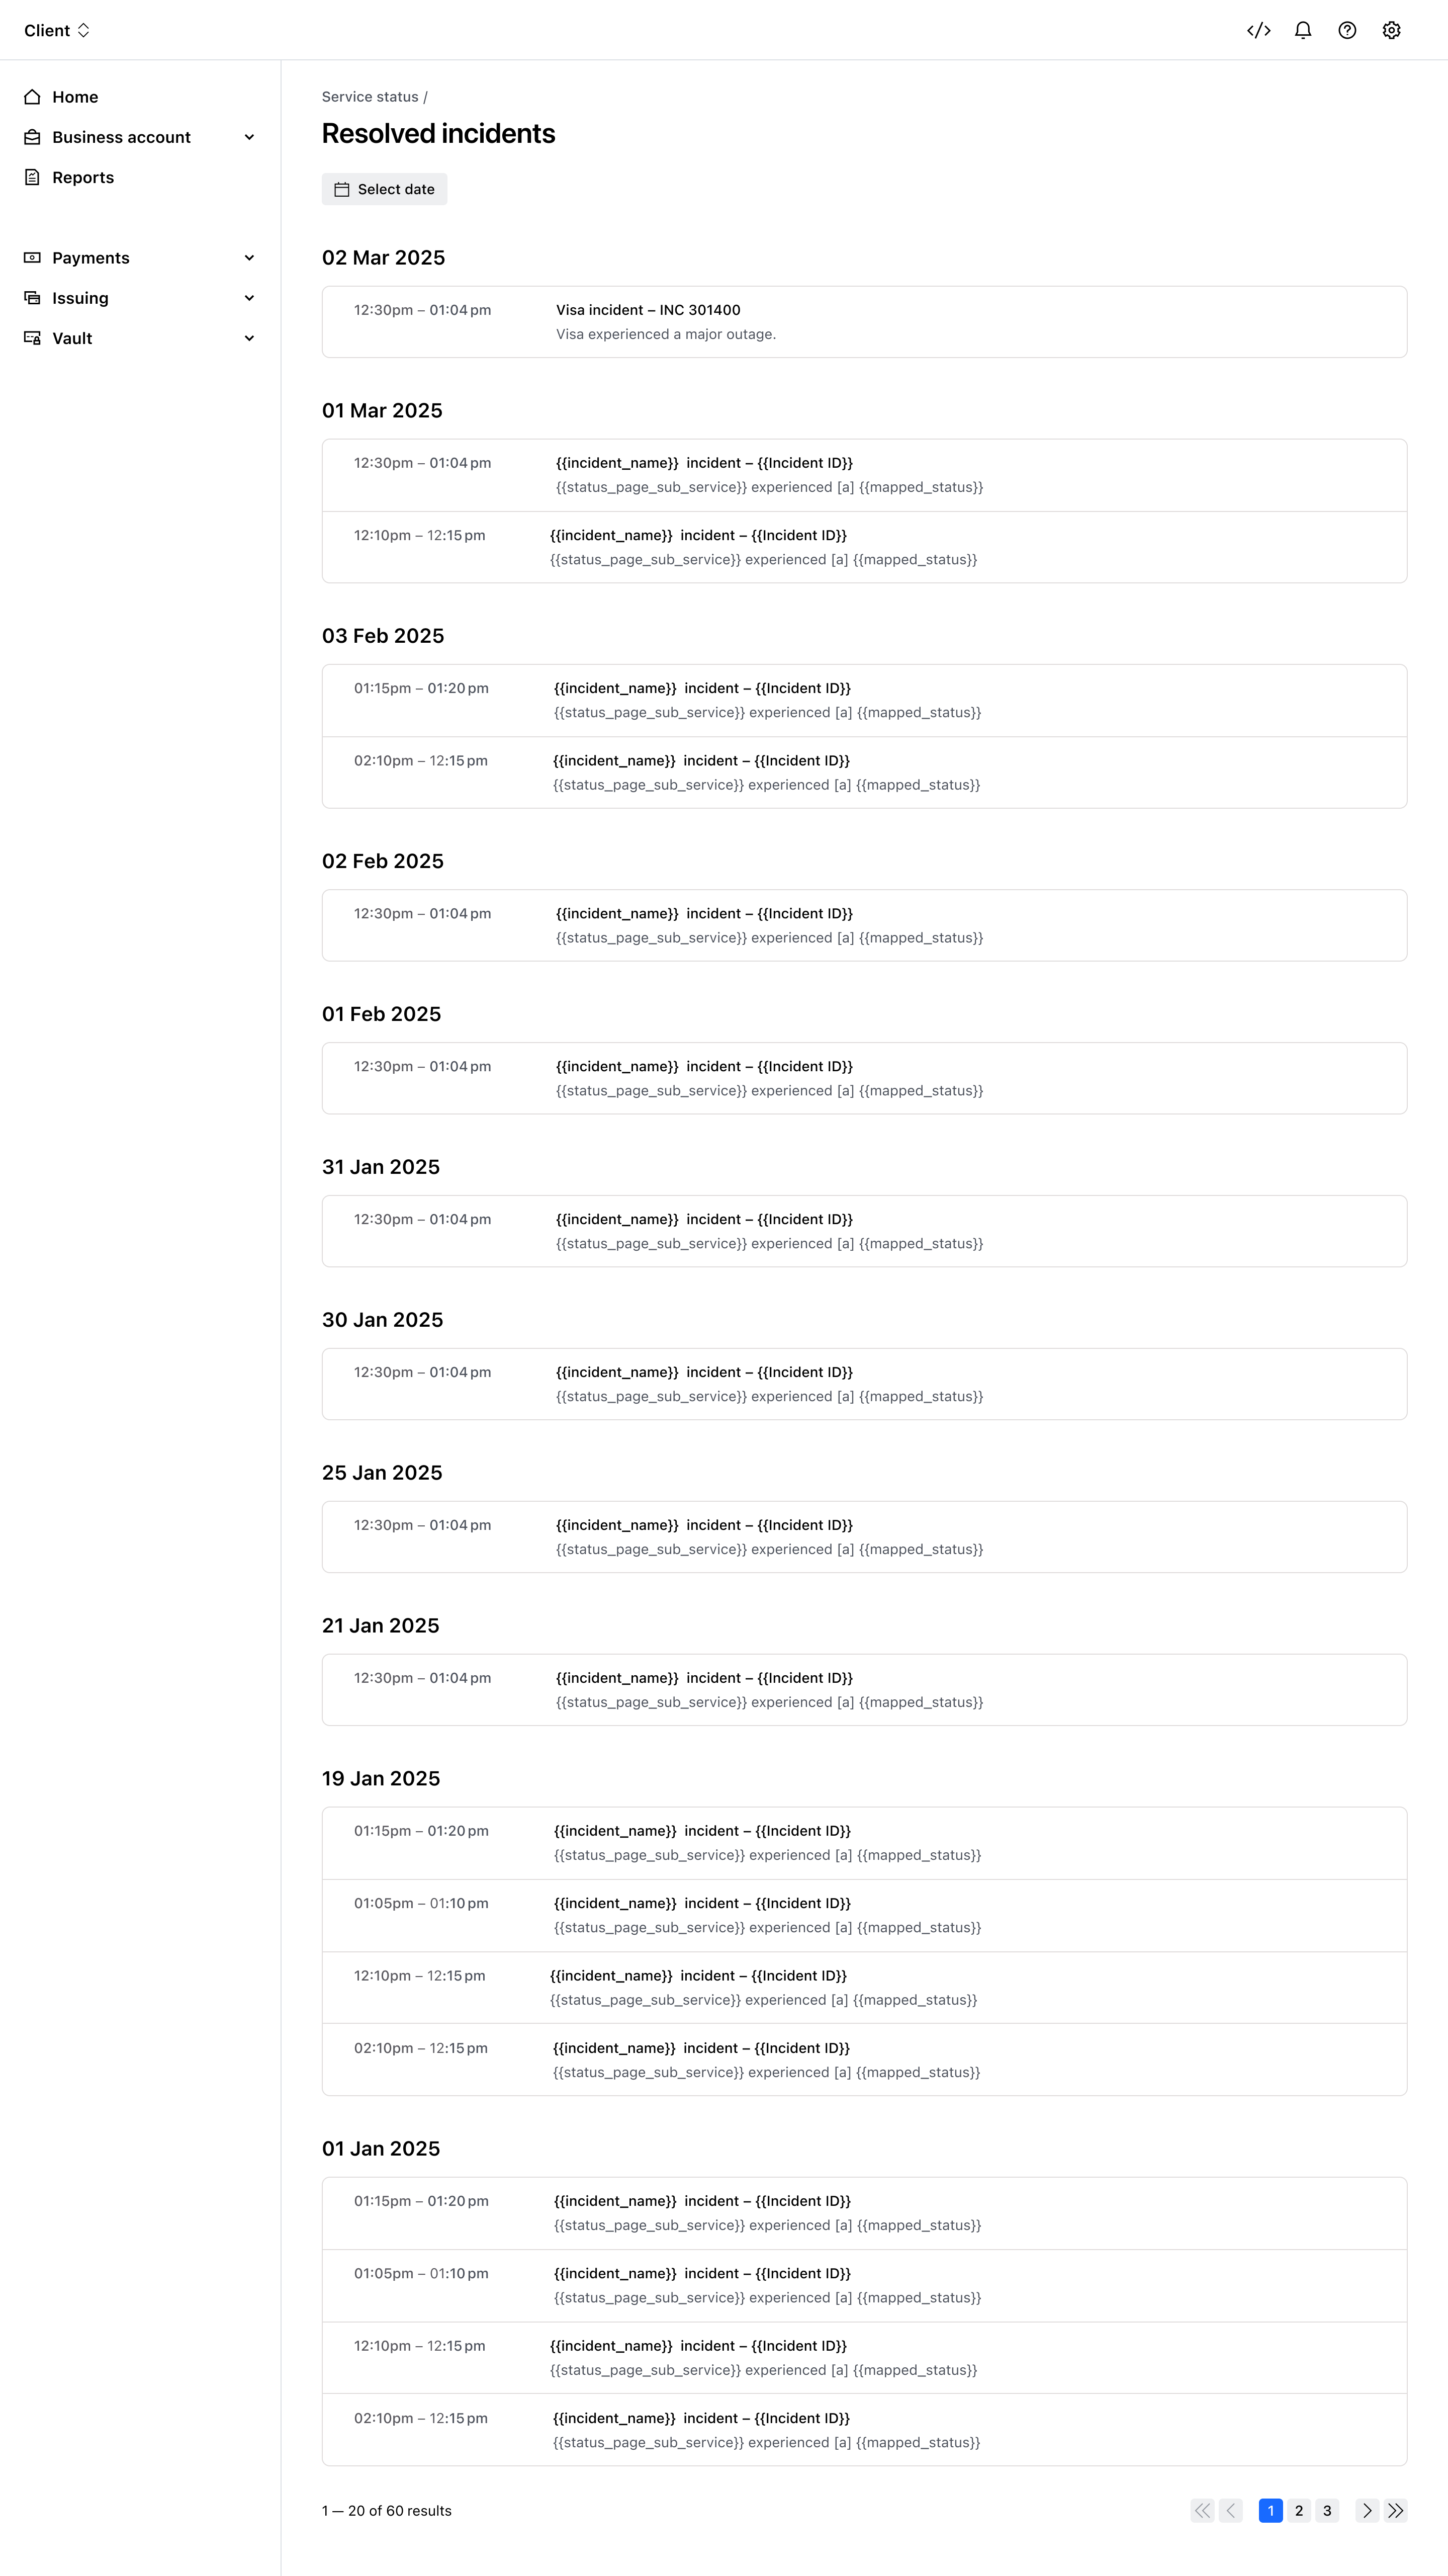 Client
Home
Business account
Reports
Payments
Issuing
Vault
Service status /
Resolved incidents
Select date
02 Mar 2025
12:30pm – 01:04 pm
Visa incident – INC 301400
Visa experienced a major outage.
01 Mar 2025
12:30pm – 01:04 pm
{{incident_name}} incident – {{Incident ID}}
{{status_page_sub_service}} experienced [a] {{mapped_status}}
12:10pm – 12:15 pm
{{incident_name}} incident – {{Incident ID}}
{{status_page_sub_service}} experienced [a] {{mapped_status}}
03 Feb 2025
01:15pm – 01:20 pm
{{incident_name}} incident – {{Incident ID}}
{{status_page_sub_service}} experienced [a] {{mapped_status}}
02:10pm – 12:15 pm
{{incident_name}} incident – {{Incident ID}}
{{status_page_sub_service}} experienced [a] {{mapped_status}}
02 Feb 2025
12:30pm – 01:04 pm
{{incident_name}} incident – {{Incident ID}}
{{status_page_sub_service}} experienced [a] {{mapped_status}}
01 Feb 2025
12:30pm – 01:04 pm
{{incident_name}} incident – {{Incident ID}}
{{status_page_sub_service}} experienced [a] {{mapped_status}}
31 Jan 2025
12:30pm – 01:04 pm
{{incident_name}} incident – {{Incident ID}}
{{status_page_sub_service}} experienced [a] {{mapped_status}}
30 Jan 2025
12:30pm – 01:04 pm
{{incident_name}} incident – {{Incident ID}}
{{status_page_sub_service}} experienced [a] {{mapped_status}}
25 Jan 2025
12:30pm – 01:04 pm
{{incident_name}} incident – {{Incident ID}}
{{status_page_sub_service}} experienced [a] {{mapped_status}}
21 Jan 2025
12:30pm – 01:04 pm
{{incident_name}} incident – {{Incident ID}}
{{status_page_sub_service}} experienced [a] {{mapped_status}}
19 Jan 2025
01:15pm – 01:20 pm
{{incident_name}} incident – {{Incident ID}}
{{status_page_sub_service}} experienced [a] {{mapped_status}}
01:05pm – 01:10 pm
{{incident_name}} incident – {{Incident ID}}
{{status_page_sub_service}} experienced [a] {{mapped_status}}
12:10pm – 12:15 pm
{{incident_name}} incident – {{Incident ID}}
{{status_page_sub_service}} experienced [a] {{mapped_status}}
02:10pm – 12:15 pm
{{incident_name}} incident – {{Incident ID}}
{{status_page_sub_service}} experienced [a] {{mapped_status}}
01 Jan 2025
01:15pm – 01:20 pm
{{incident_name}} incident – {{Incident ID}}
{{status_page_sub_service}} experienced [a] {{mapped_status}}
01:05pm – 01:10 pm
{{incident_name}} incident – {{Incident ID}}
{{status_page_sub_service}} experienced [a] {{mapped_status}}
12:10pm – 12:15 pm
{{incident_name}} incident – {{Incident ID}}
{{status_page_sub_service}} experienced [a] {{mapped_status}}
02:10pm – 12:15 pm
{{incident_name}} incident – {{Incident ID}}
{{status_page_sub_service}} experienced [a] {{mapped_status}}
1 — 20 of 60 results
1 2 3